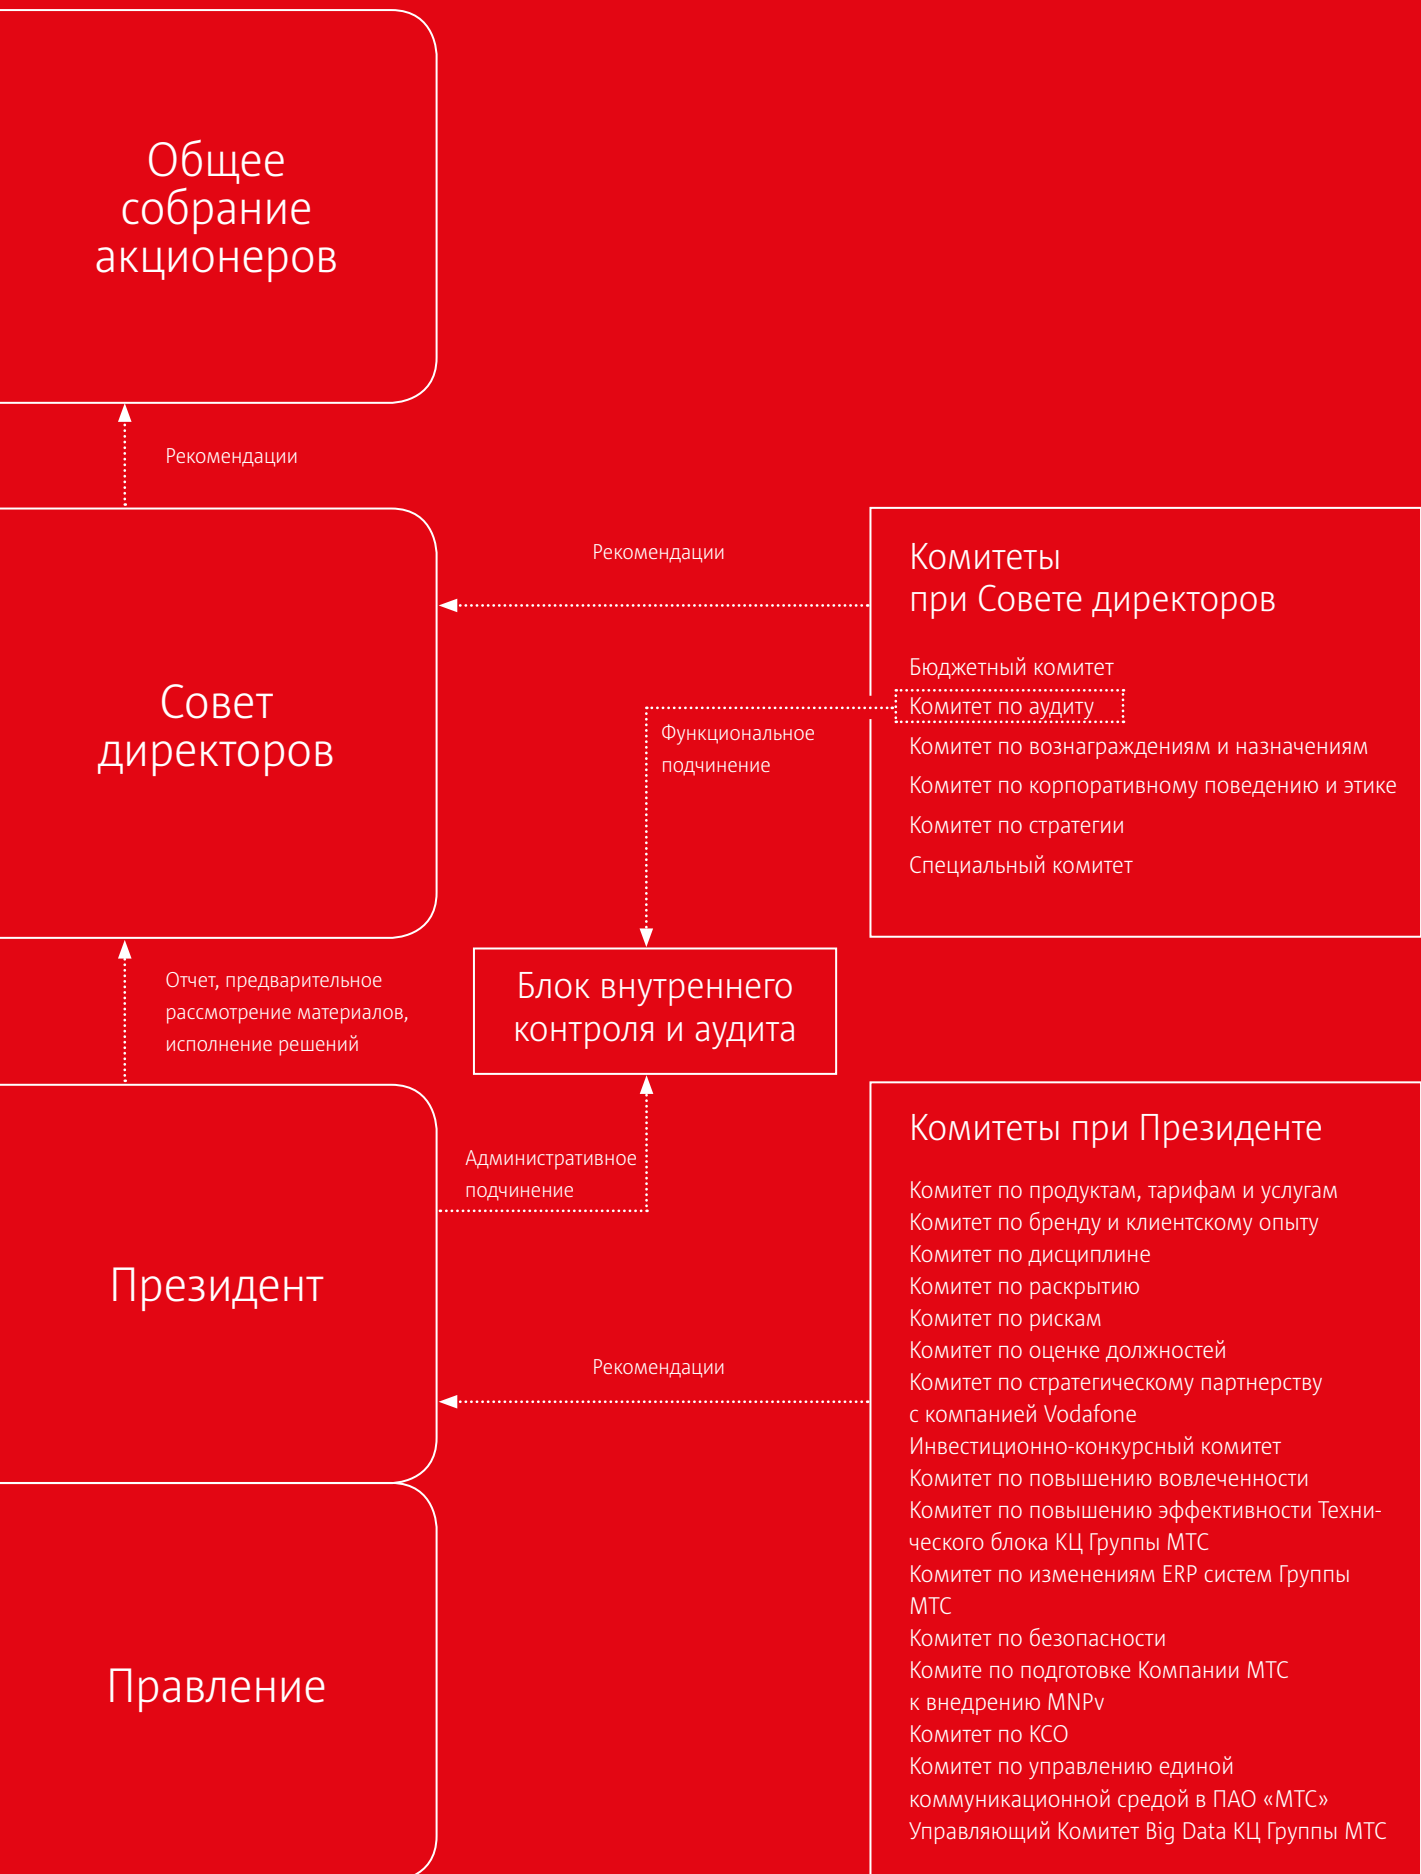 Общее
собрание
акционеров
Рекомендации
Совет
директоров
Рекомендации
Комитеты
при Совете директоров
Бюджетный комитет
Комитет по аудиту
Комитет по вознаграждениям и назначениям
Комитет по корпоративному поведению и этике
Комитет по стратегии
Специальный комитет
Функциональное
подчинение
Отчет, предварительное
рассмотрение материалов,
исполнение решений
Блок внутреннего
контроля и аудита
Административное
подчинение
Президент
Рекомендации
Комитеты при Президенте
Комитет по продуктам, тарифам и услугам
Комитет по бренду и клиентскому опыту
Комитет по дисциплине
Комитет по раскрытию
Комитет по рискам
Комитет по оценке должностей
Комитет по стратегическому партнерству
с компанией Vodafone
Инвестиционно-конкурсный комитет
Комитет по повышению вовлеченности
Комитет по повышению эффективности Техни-
ческого блока КЦ Группы МТС
Комитет по изменениям ERP систем Группы
МТС
Комитет по безопасности
Комите по подготовке Компании МТС
к внедрению MNPv
Комитет по КСО
Комитет по управлению единой
коммуникационной средой в ПАО «МТС»
Управляющий Комитет Big Data КЦ Группы МТС
Правление